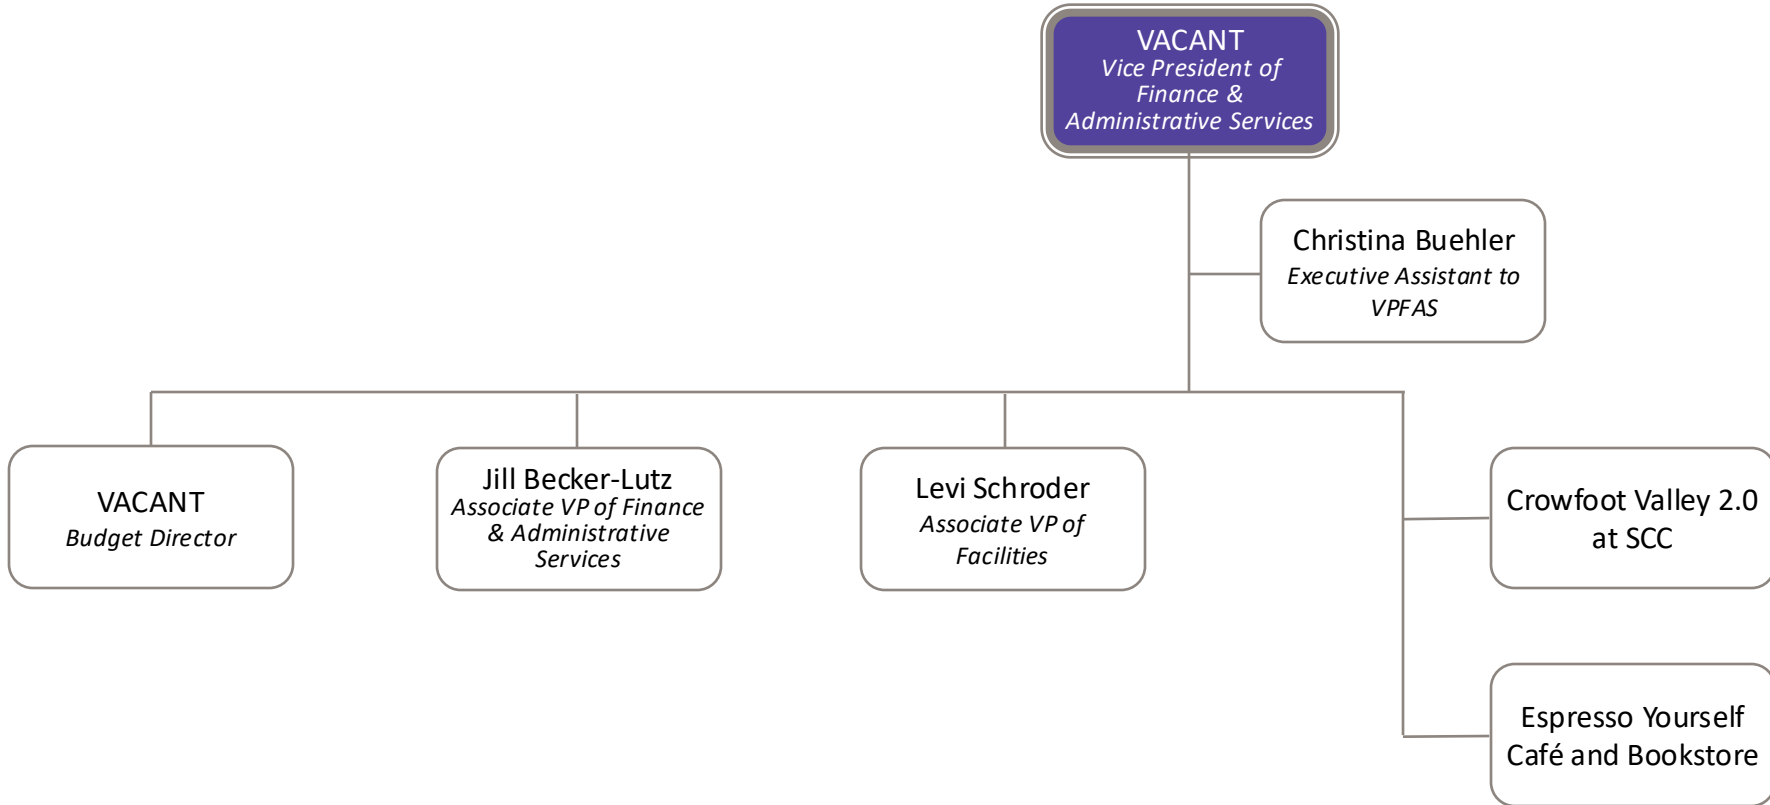 VACANT
Vice President of
Finance &
Administrative Services
Christina Buehler
Executive Assistant to
VPFAS
VACANT
Budget Director
Jill Becker-Lutz
Associate VP of Finance
& Administrative
Services
Levi Schroder
Associate VP of
Facilities
Crowfoot Valley 2.0
at SCC
Espresso Yourself
Café and Bookstore